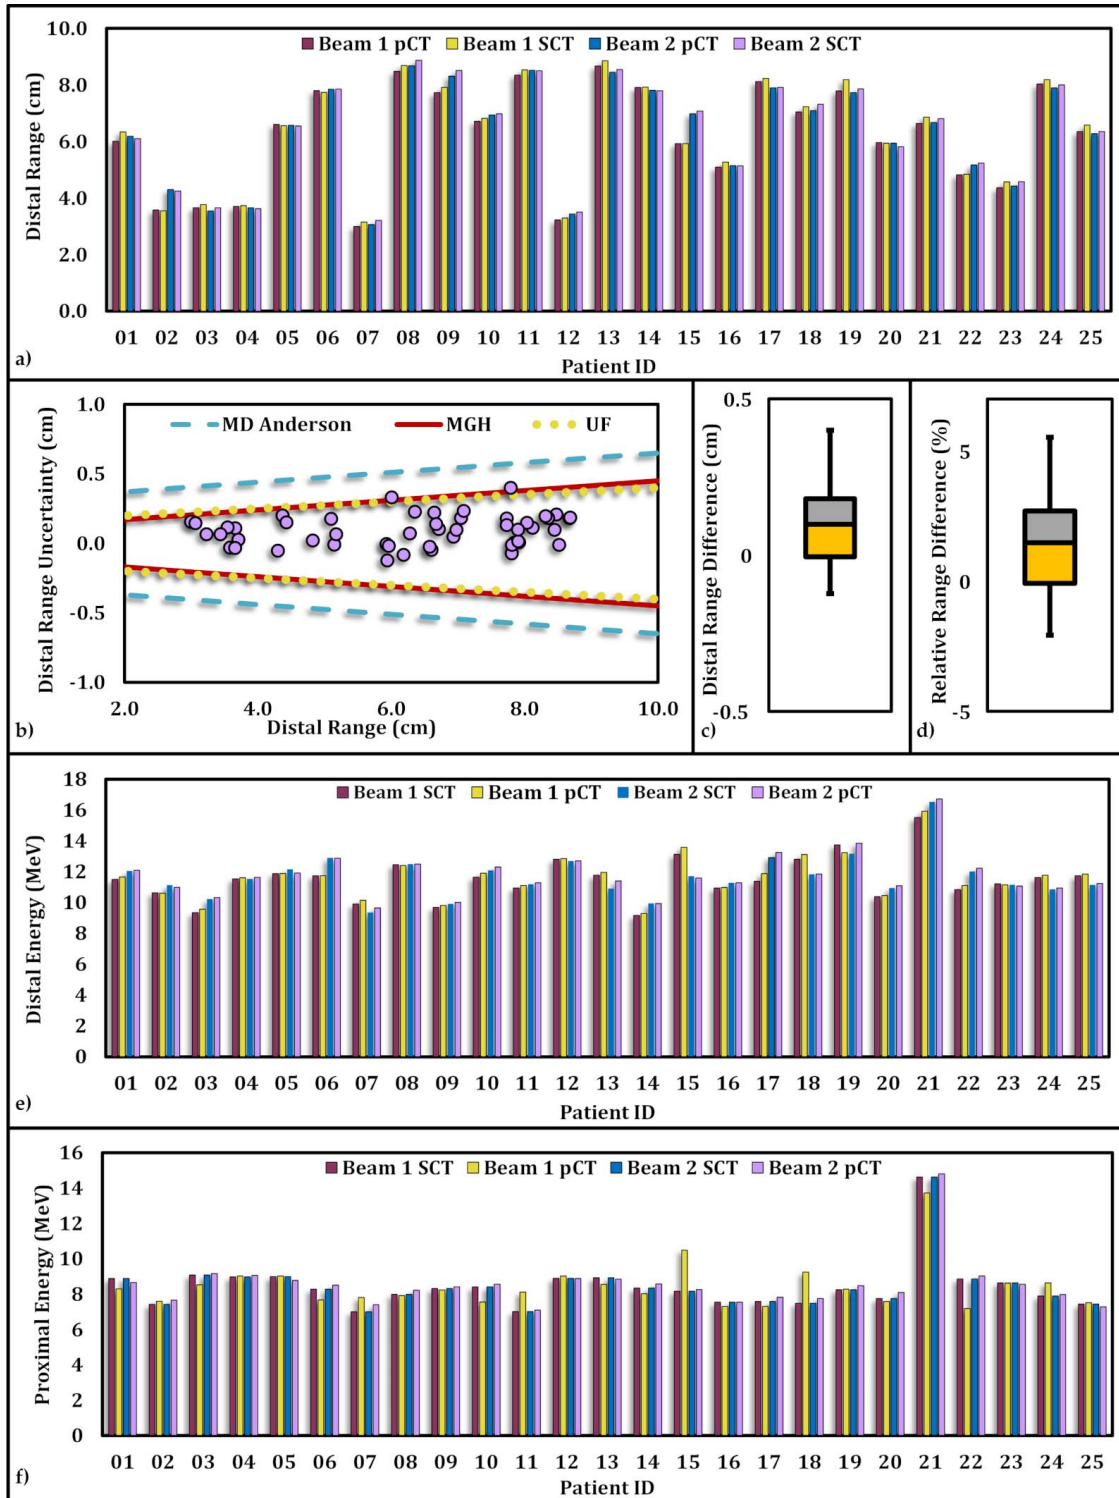 10.0
8.0
6.0
4.0
2.0
0.0
Distal Range (cm)
Beam 1 pCT Beam 1 SCT Beam 2 pCT Beam 2 SCT
01 02 03 04 05 06 07 08 09 10 11 12 13 14 15 16 17 18 19 20 21 22 23 24 25
Patient ID
a)
1.0
0.5
0.0
-0.5
-1.0
Distal Range Uncertainty (cm)
MD Anderson MGH UF
2.0 4.0 6.0 8.0 10.0
Distal Range (cm)
b)
0.5
0
-0.5
Distal Range Difference (cm)
c)
5
0
-5
Relative Range Difference (%)
d)
18
16
14
12
10
8
6
4
2
0
Distal Energy (MeV)
Beam 1 SCT Beam 1 pCT Beam 2 SCT Beam 2 pCT
01 02 03 04 05 06 07 08 09 10 11 12 13 14 15 16 17 18 19 20 21 22 23 24 25
Patient ID
e)
16
14
12
10
8
6
4
2
0
Proximal Energy (MeV)
Beam 1 SCT Beam 1 pCT Beam 2 SCT Beam 2 pCT
01 02 03 04 05 06 07 08 09 10 11 12 13 14 15 16 17 18 19 20 21 22 23 24 25
Patient ID
f)